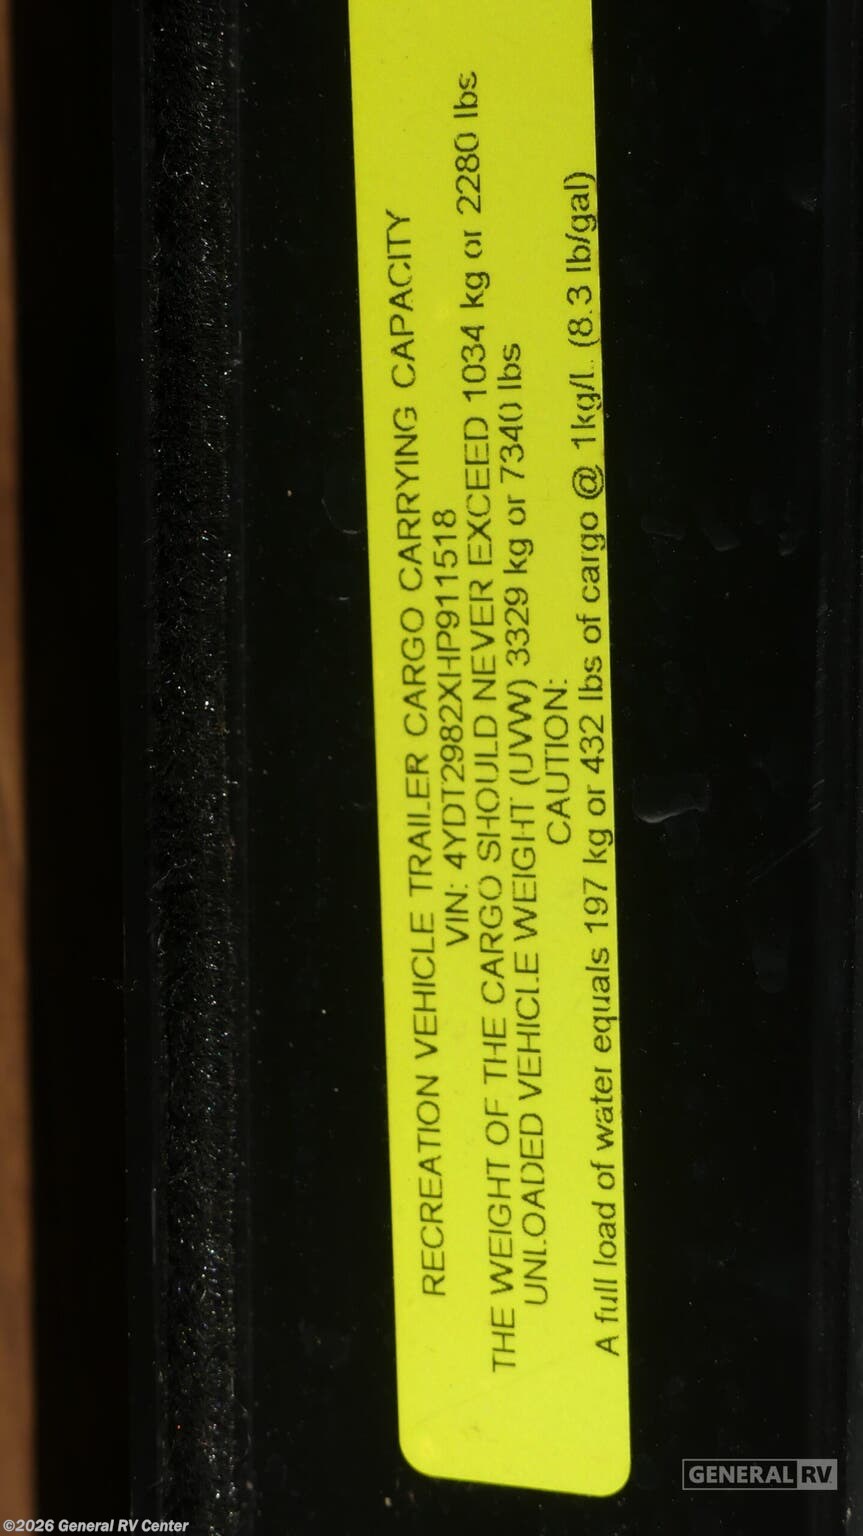 RECREATION VEHICLE TRAILER CARGO CARRYING CAPACITY
VIN: 4YDT2982XHP911518
THE WEIGHT OF THE CARGO SHOULD NEVER EXCEED 1034 kg or 2280 lbs
UNLOADED VEHICLE WEIGHT (UVW) 3329 kg or 7340 lbs
CAUTION:
A full load of water equals 197 kg or 432 lbs of cargo @ 1kg/L (8.3 lb/gal)
GENERAL RV
©2026 General RV Center